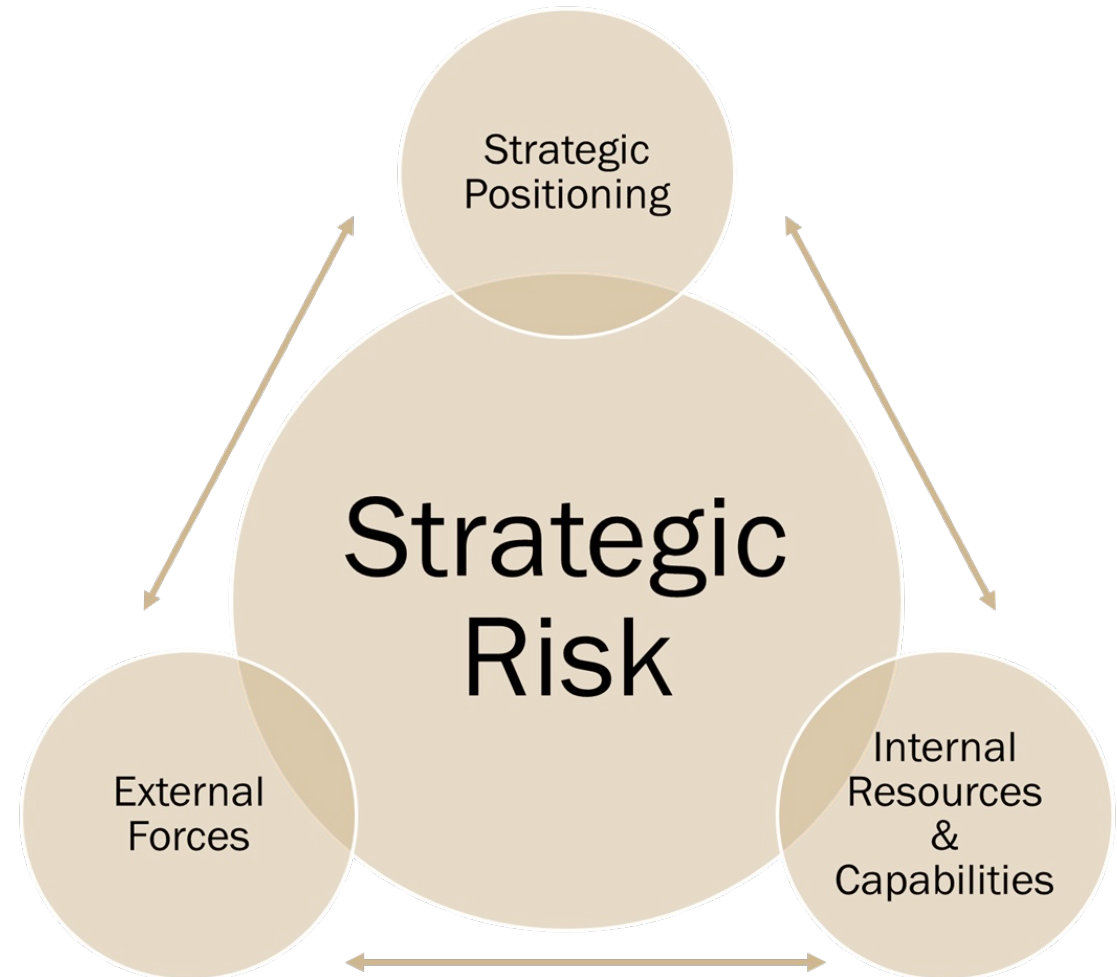 Strategic
Positioning
Strategic
Risk
External
Forces
Internal
Resources
&
Capabilities